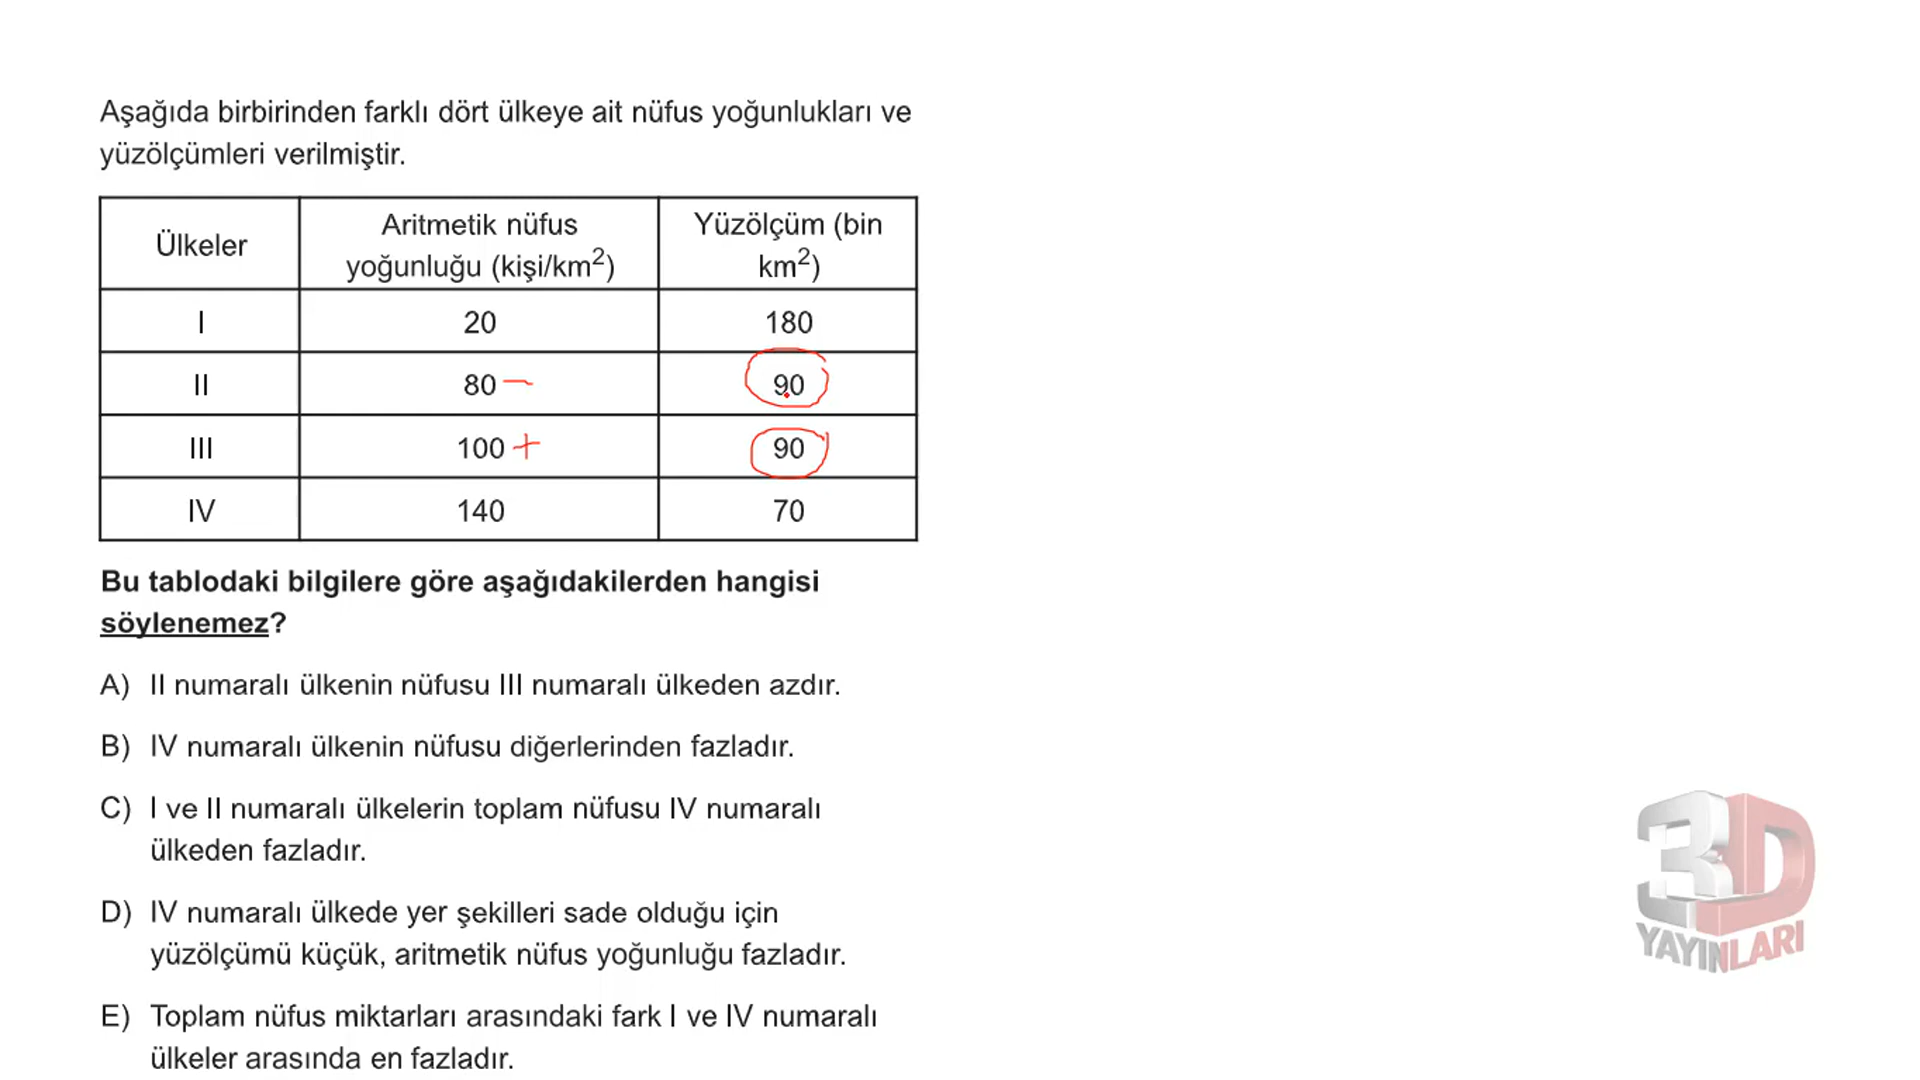 Aşağıda birbirinden farklı dört ülkeye ait nüfus yoğunlukları ve
yüzölçümleri verilmiştir.
Ülkeler
Aritmetik nüfus
yoğunluğu (kişi/km²)
Yüzölçüm (bin
km²)
I 20 180
II 80 – 90
III 100 + 90
IV 140 70
Bu tablodaki bilgilere göre aşağıdakilerden hangisi
söylenemez?
A) II numaralı ülkenin nüfusu III numaralı ülkeden azdır.
B) IV numaralı ülkenin nüfusu diğerlerinden fazladır.
C) I ve II numaralı ülkelerin toplam nüfusu IV numaralı
ülkeden fazladır.
D) IV numaralı ülkede yer şekilleri sade olduğu için
yüzölçümü küçük, aritmetik nüfus yoğunluğu fazladır.
E) Toplam nüfus miktarları arasındaki fark I ve IV numaralı
ülkeler arasında en fazladır.
3D
YAYINLARI